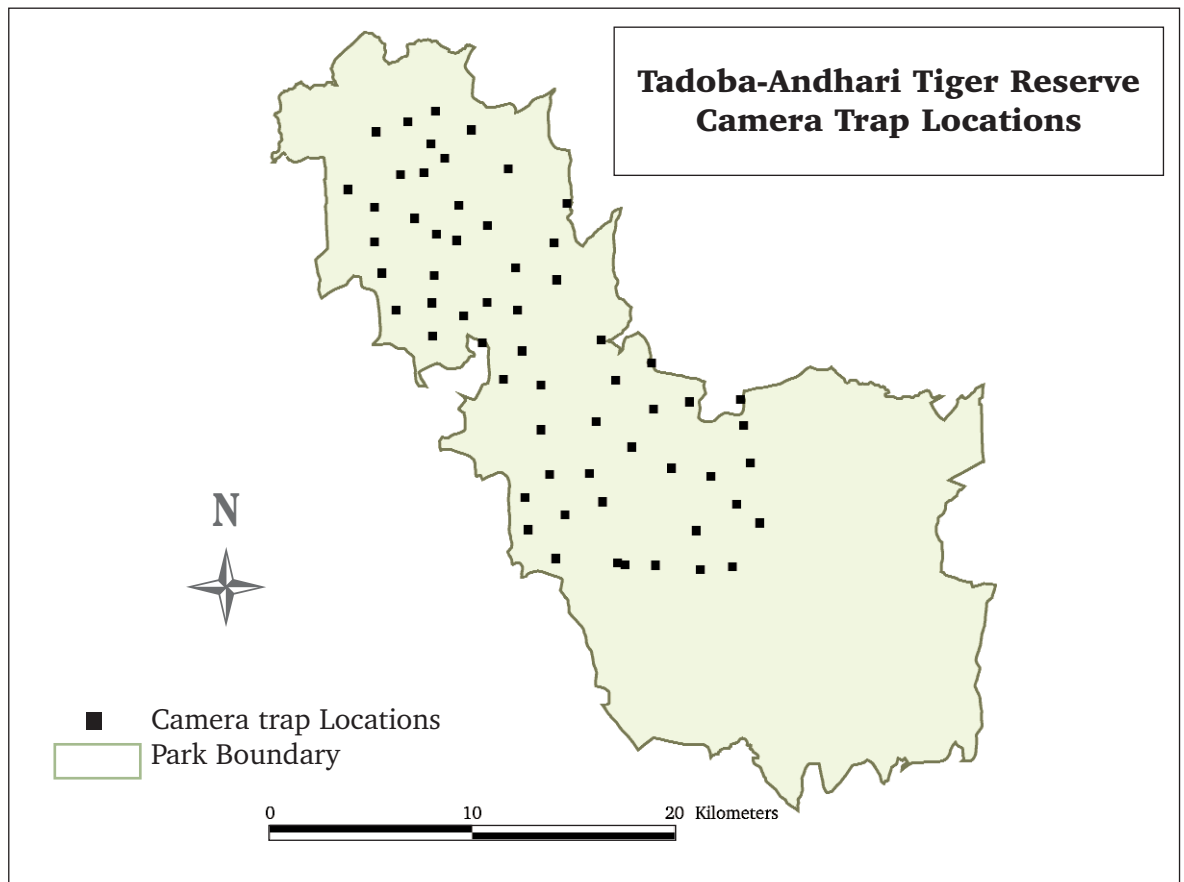 Tadoba-Andhari Tiger Reserve
Camera Trap Locations
N
Camera trap Locations
Park Boundary
0 10 20 Kilometers